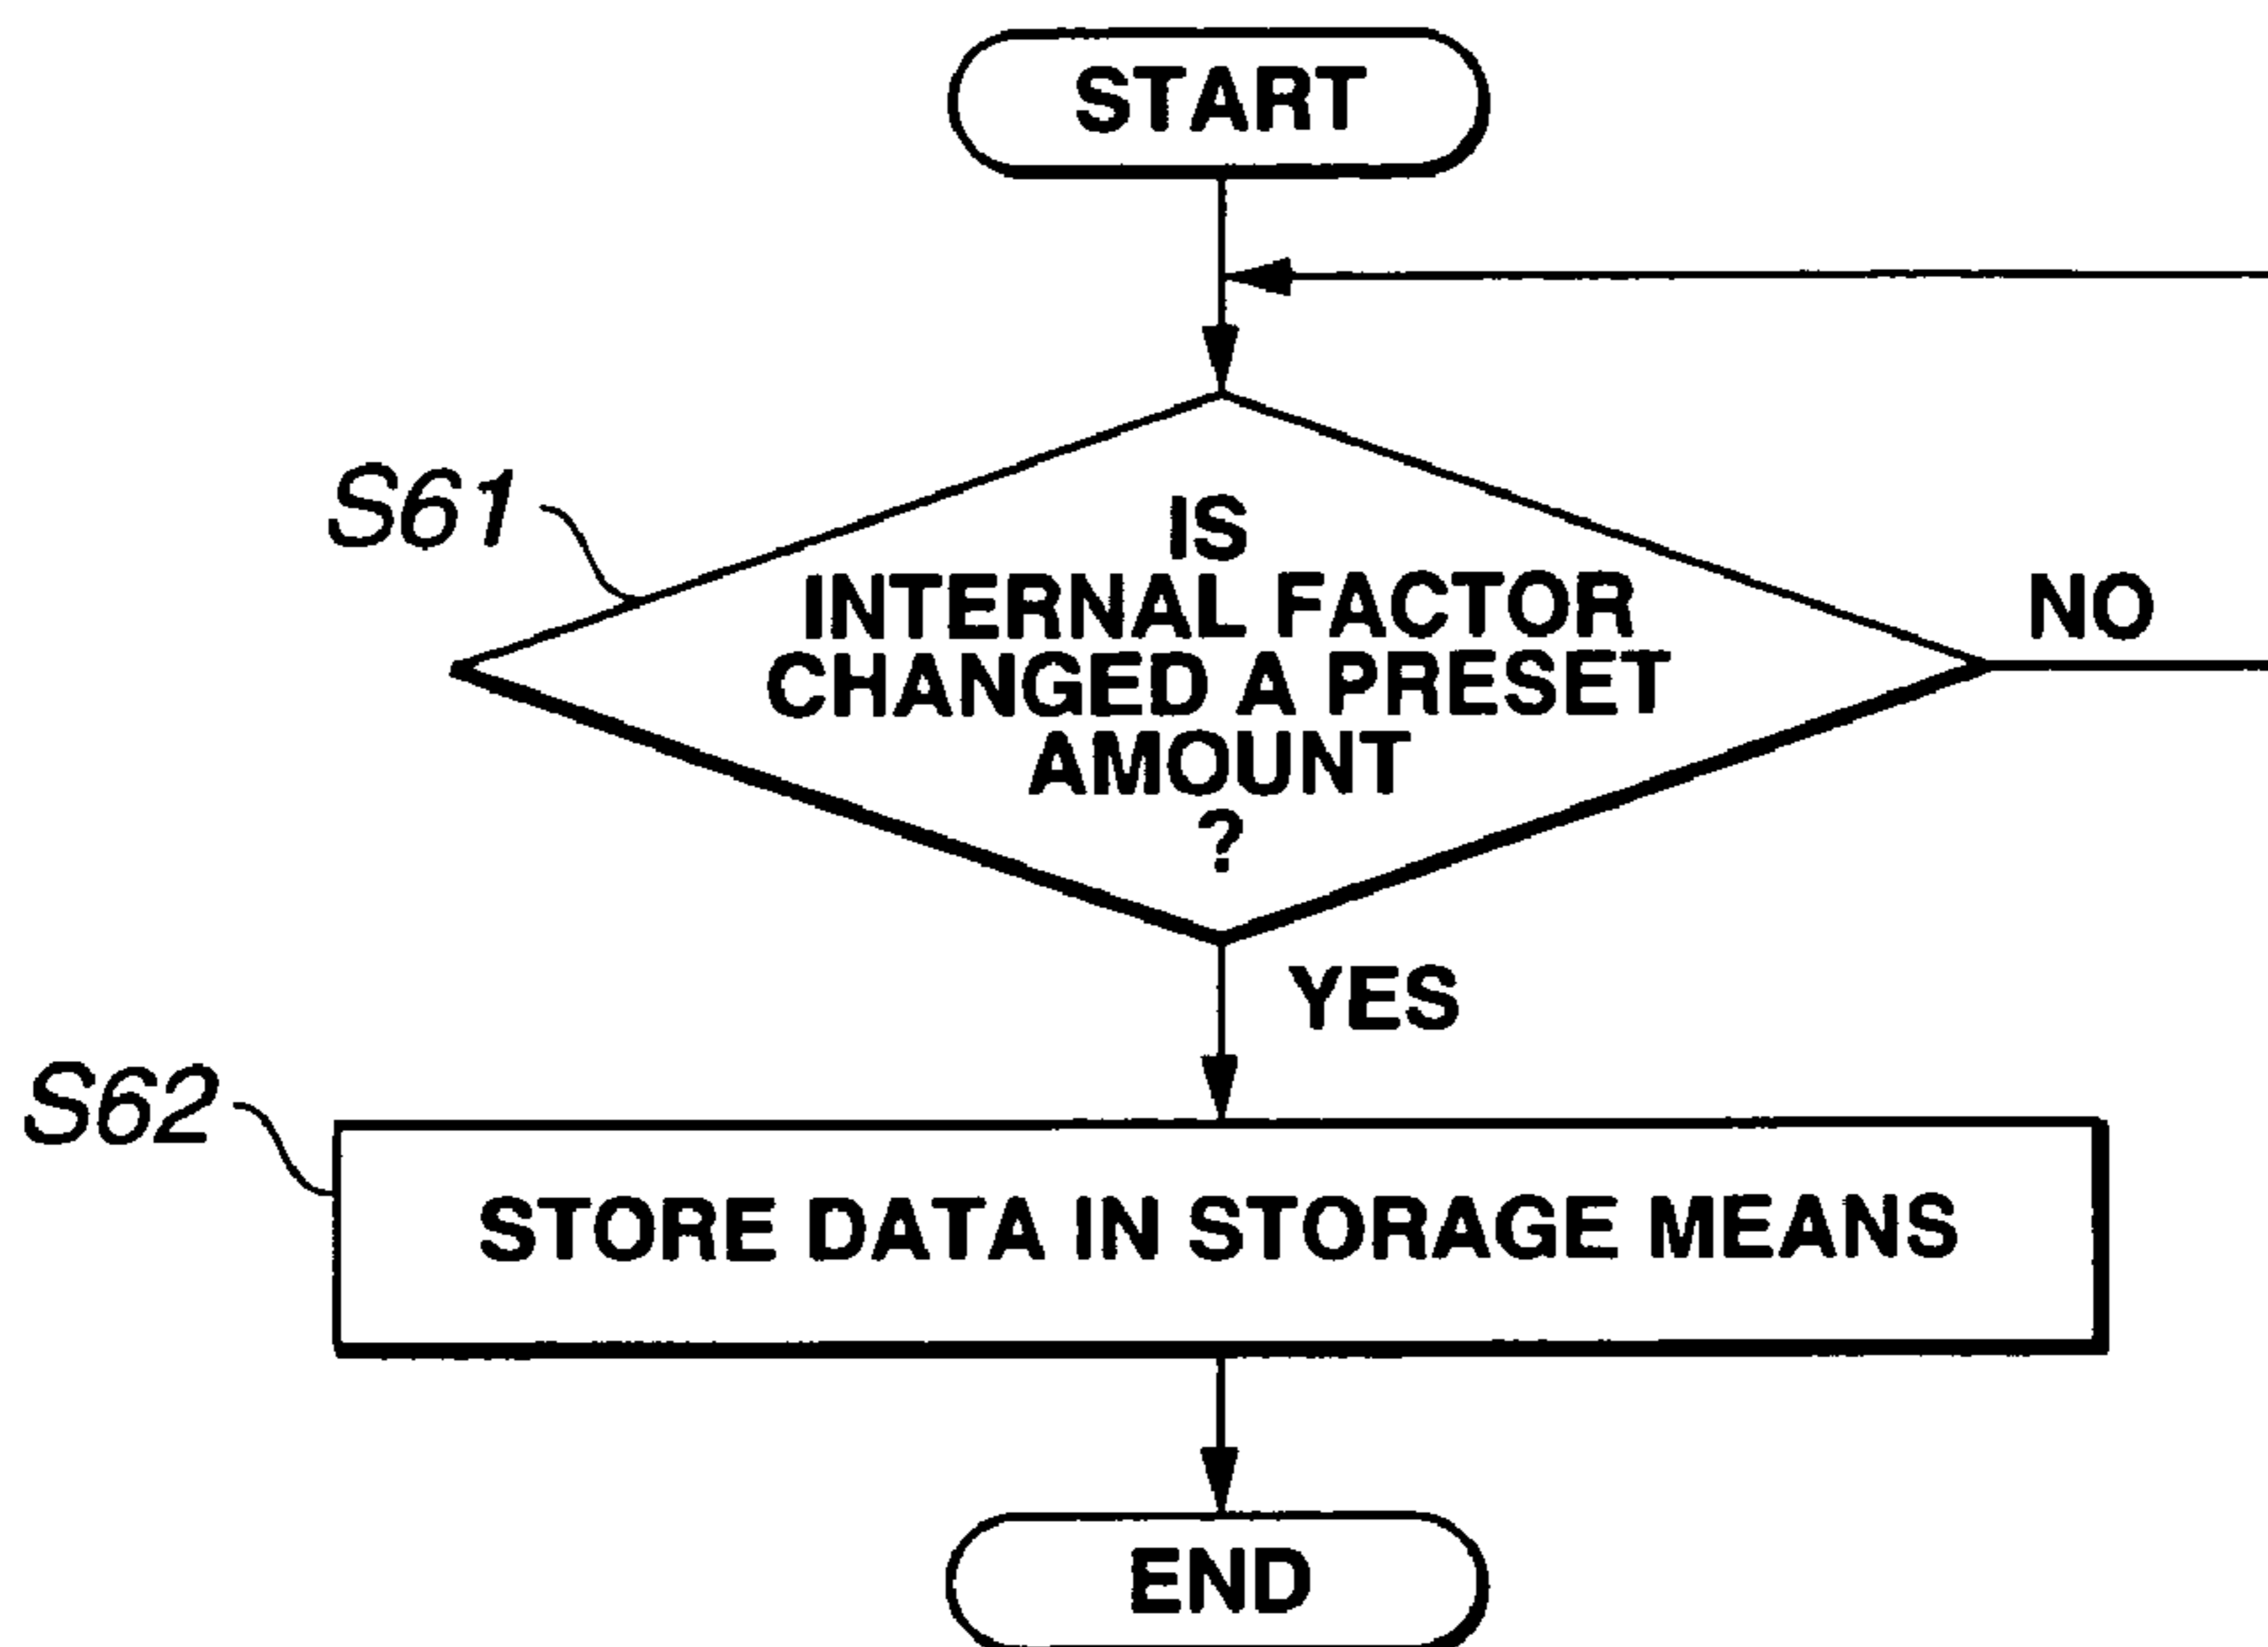 START
S61
IS
INTERNAL FACTOR
CHANGED A PRESET
AMOUNT
?
NO
YES
S62
STORE DATA IN STORAGE MEANS
END